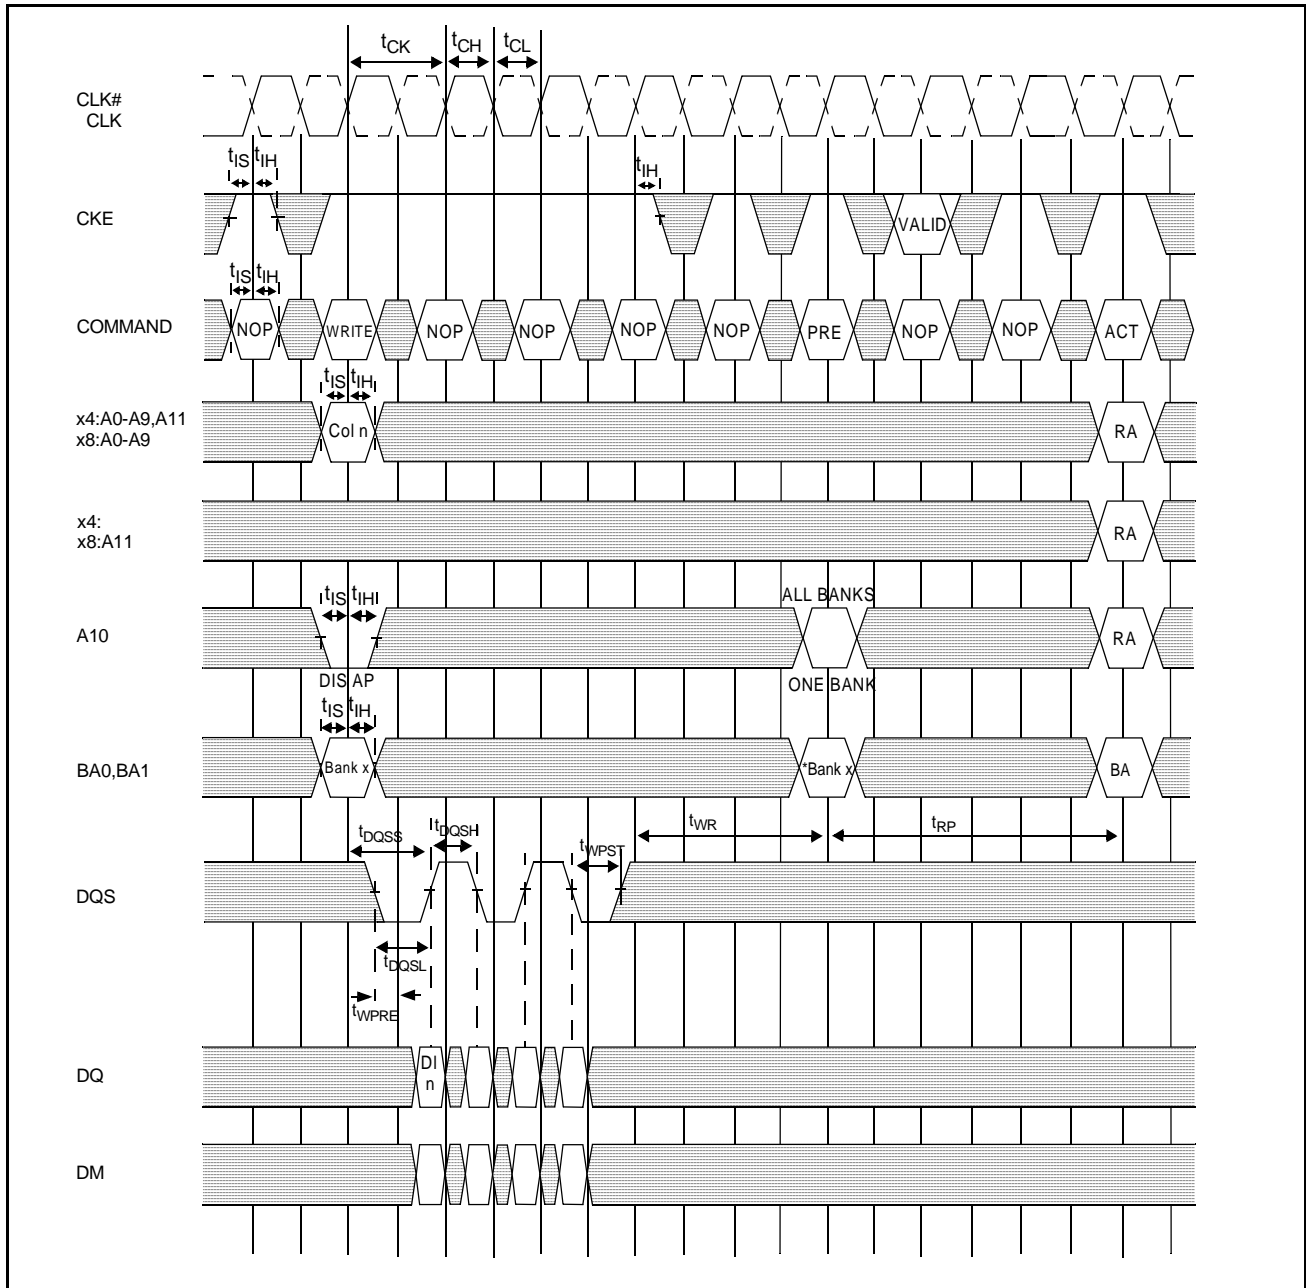 tCK tCH tCL
CLK#
CLK
tIS tIH tIH
CKE VALID
tIS tIH
COMMAND NOP WRITE NOP NOP NOP NOP PRE NOP NOP ACT
tIS tIH
x4:A0-A9,A11
x8:A0-A9
Col n RA
x4:
x8:A11
RA
tIS tIH ALL BANKS
A10 RA
DIS AP ONE BANK
tIS tIH
BA0,BA1 Bank x *Bank x BA
tDQSS tDQSH tWPST tWR tRP
DQS
tDQSL
tWPRE
DQ DI
n
DM